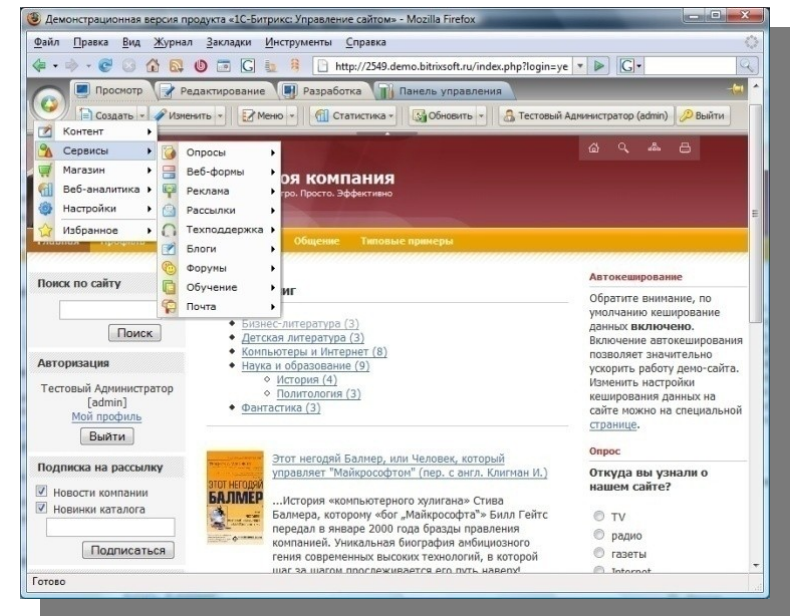 Демонстрационная версия продукта «1С-Битрикс: Управление сайтом» - Mozilla Firefox
Файл Правка Вид Журнал Закладки Инструменты Справка
http://2549.demo.bitrixsoft.ru/index.php?login=ye
Просмотр Редактирование Разработка Панель управления
Создать Изменить Меню Статистика Обновить Тестовый Администратор (admin) Выйти
Контент
Сервисы
Магазин
Веб-аналитика
Настройки
Избранное
Опросы
Веб-формы
Реклама
Рассылки
Техподдержка
Блоги
Форумы
Обучение
Почта
оя компания
тро. Просто. Эффективно
Общение Типовые примеры
Поиск по сайту
Поиск
Авторизация
Тестовый Администратор
[admin]
Мой профиль
Выйти
Подписка на рассылку
Новости компании
Новинки каталога
Подписаться
иг
Бизнес-литература (3)
Детская литература (3)
Компьютеры и Интернет (8)
Наука и образование (9)
История (4)
Политология (3)
Фантастика (3)
ЭТОТ НЕГОДЯЙ
БАЛМЕР
Этот негодяй Балмер, или Человек, который
управляет "Майкрософтом" (пер. с англ. Клигман И.)
...История «компьютерного хулигана» Стива
Балмера, которому «бог „Майкрософта"» Билл Гейтс
передал в январе 2000 года бразды правления
компанией. Уникальная биография амбициозного
гения современных высоких технологий, в которой
шаг за шагом прослеживается его путь наверх!
Автокеширование
Обратите внимание, по
умолчанию кеширование
данных включено.
Включение автокеширования
позволяет значительно
ускорить работу демо-сайта.
Изменить настройки
кеширования данных на
сайте можно на специальной
странице.
Опрос
Откуда вы узнали о
нашем сайте?
TV
радио
газеты
Internet
Готово